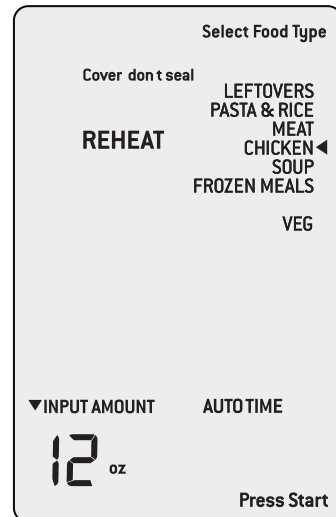 Select Food Type
Cover don t seal
LEFTOVERS
PASTA & RICE
MEAT
REHEAT
CHICKEN◀
SOUP
FROZEN MEALS
VEG
▼INPUT AMOUNT AUTO TIME
12 oz
Press Start